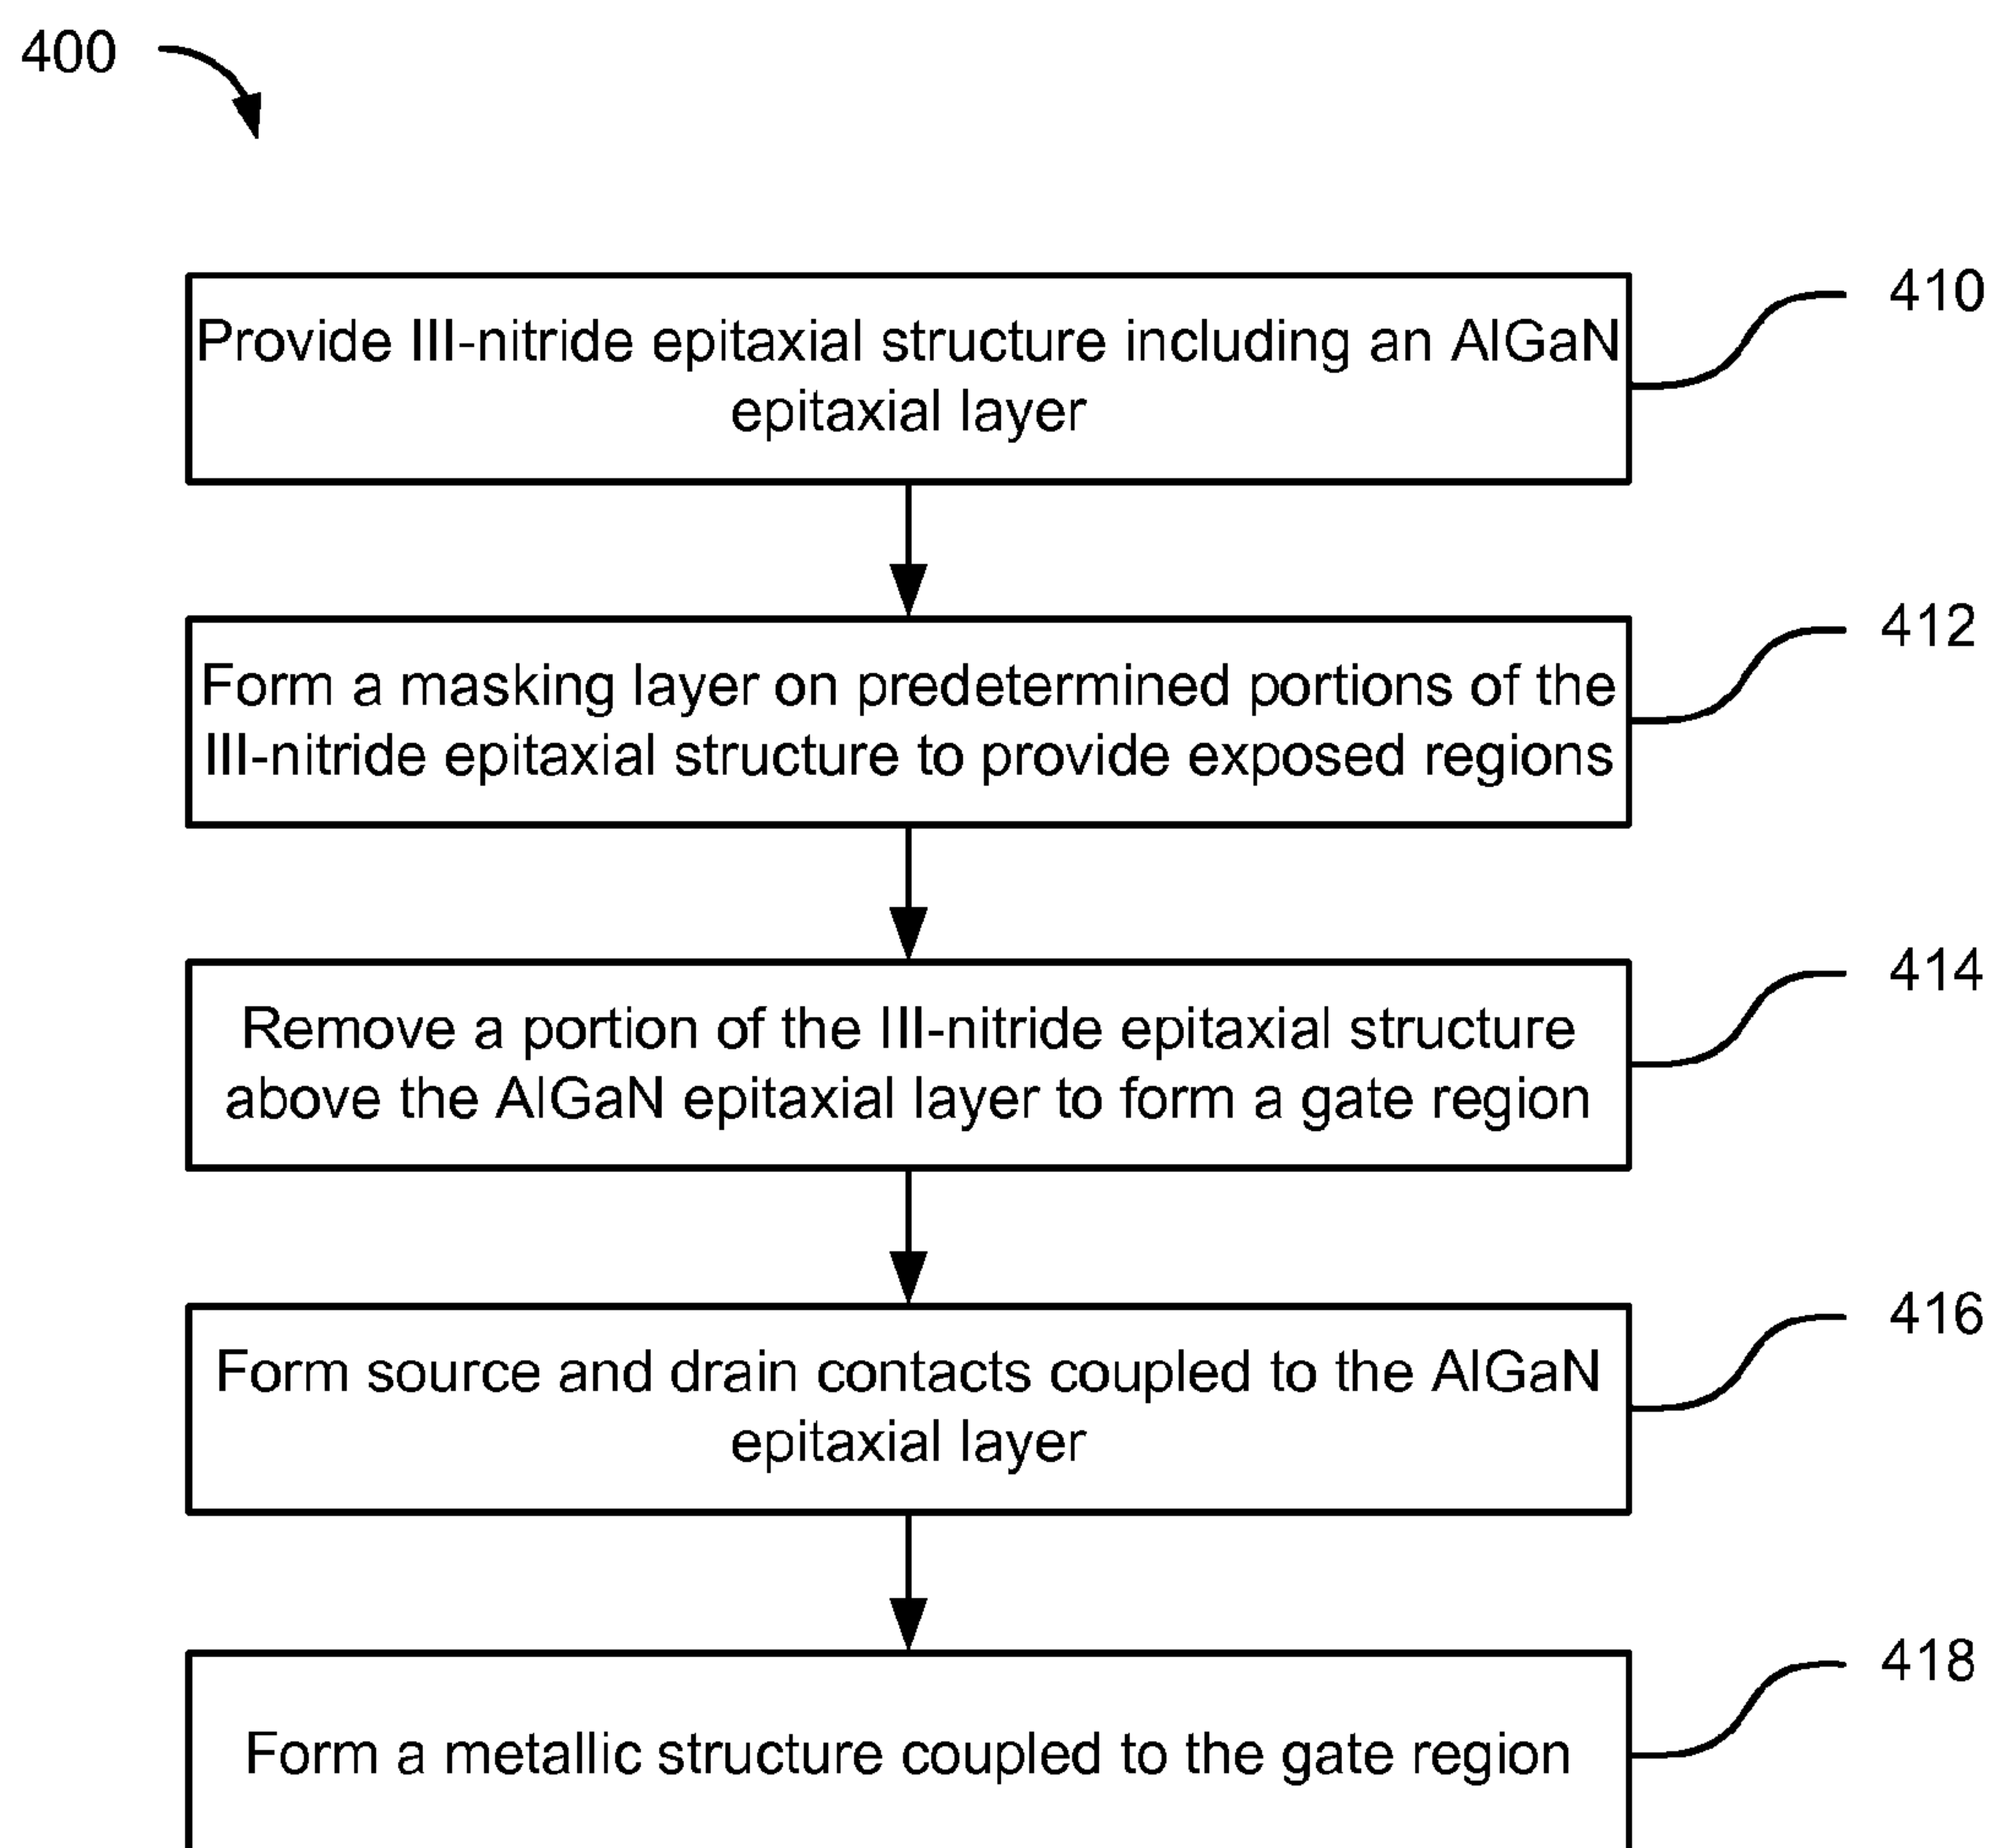 400
410
Provide III-nitride epitaxial structure including an AlGaN
epitaxial layer
412
Form a masking layer on predetermined portions of the
III-nitride epitaxial structure to provide exposed regions
414
Remove a portion of the III-nitride epitaxial structure
above the AlGaN epitaxial layer to form a gate region
416
Form source and drain contacts coupled to the AlGaN
epitaxial layer
418
Form a metallic structure coupled to the gate region